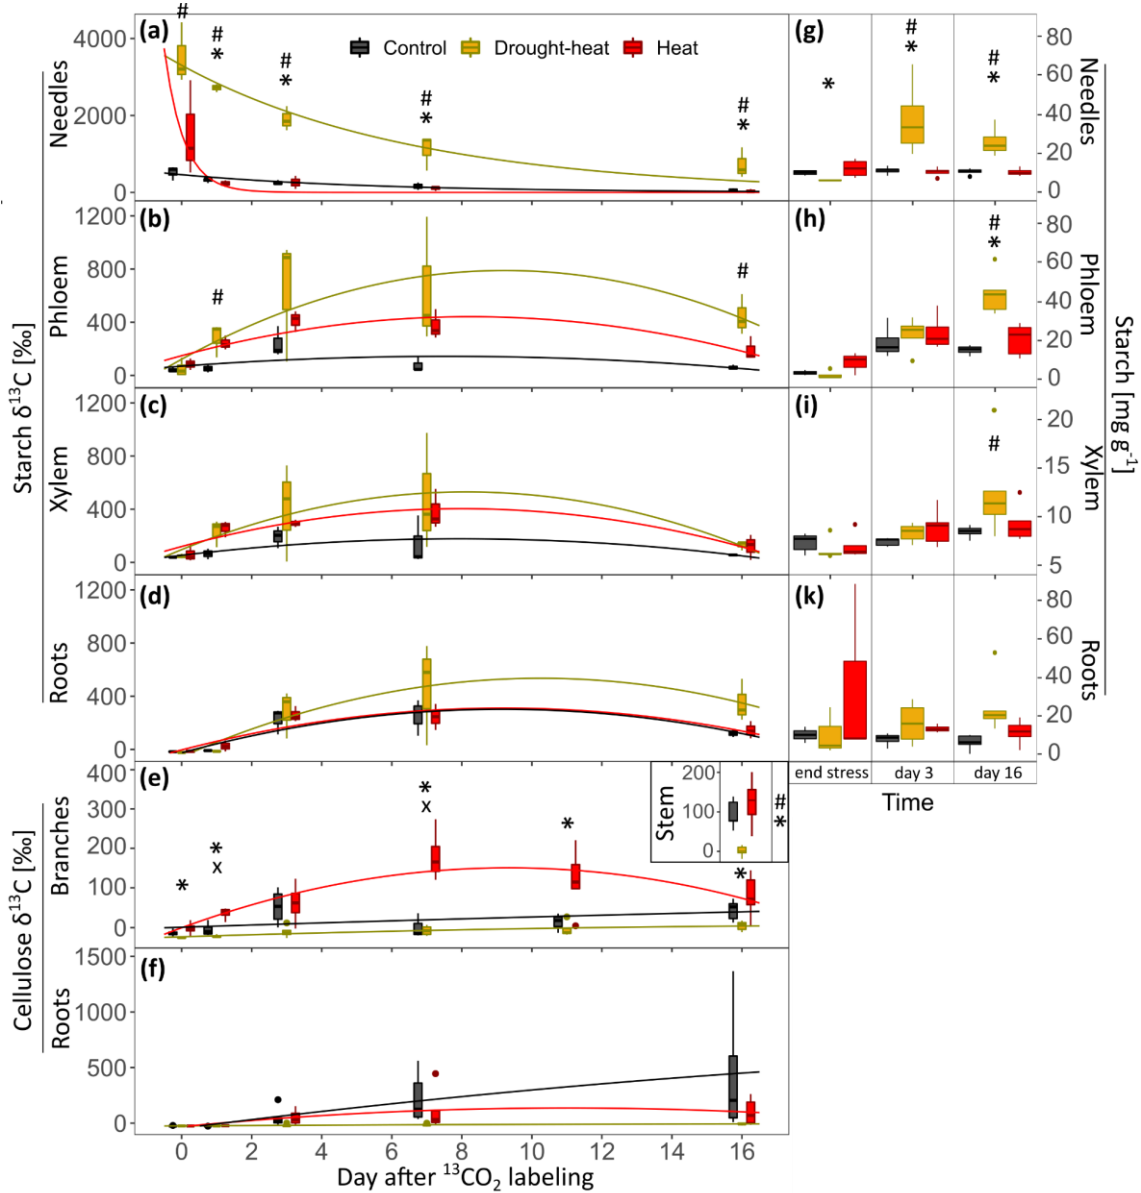 (a) # Control Drought-heat Heat (g)
4000 # * # * # * # * # * * # * # * 80
2000 60
0 40
Needles 20
0 Needles
(b) (h)
1200 # # # * 80
800 60
400 40
0 20
Phloem 0 Phloem
(c) (i)
1200 # 20
800 15
400 10
0 5
Xylem Xylem
Starch δ13C [‰] Starch [mg g-1]
(d) (k)
1200 80
800 60
400 40
0 20
Roots 0 Roots
end stress day 3 day 16
Time
(e)
400 * * x * x * *
300
200
100
0
Branches
Stem 200 # *
100
0
(f)
1500
1000
500
0
Roots
Cellulose δ13C [‰]
0 2 4 6 8 10 12 14 16
Day after 13CO2 labeling